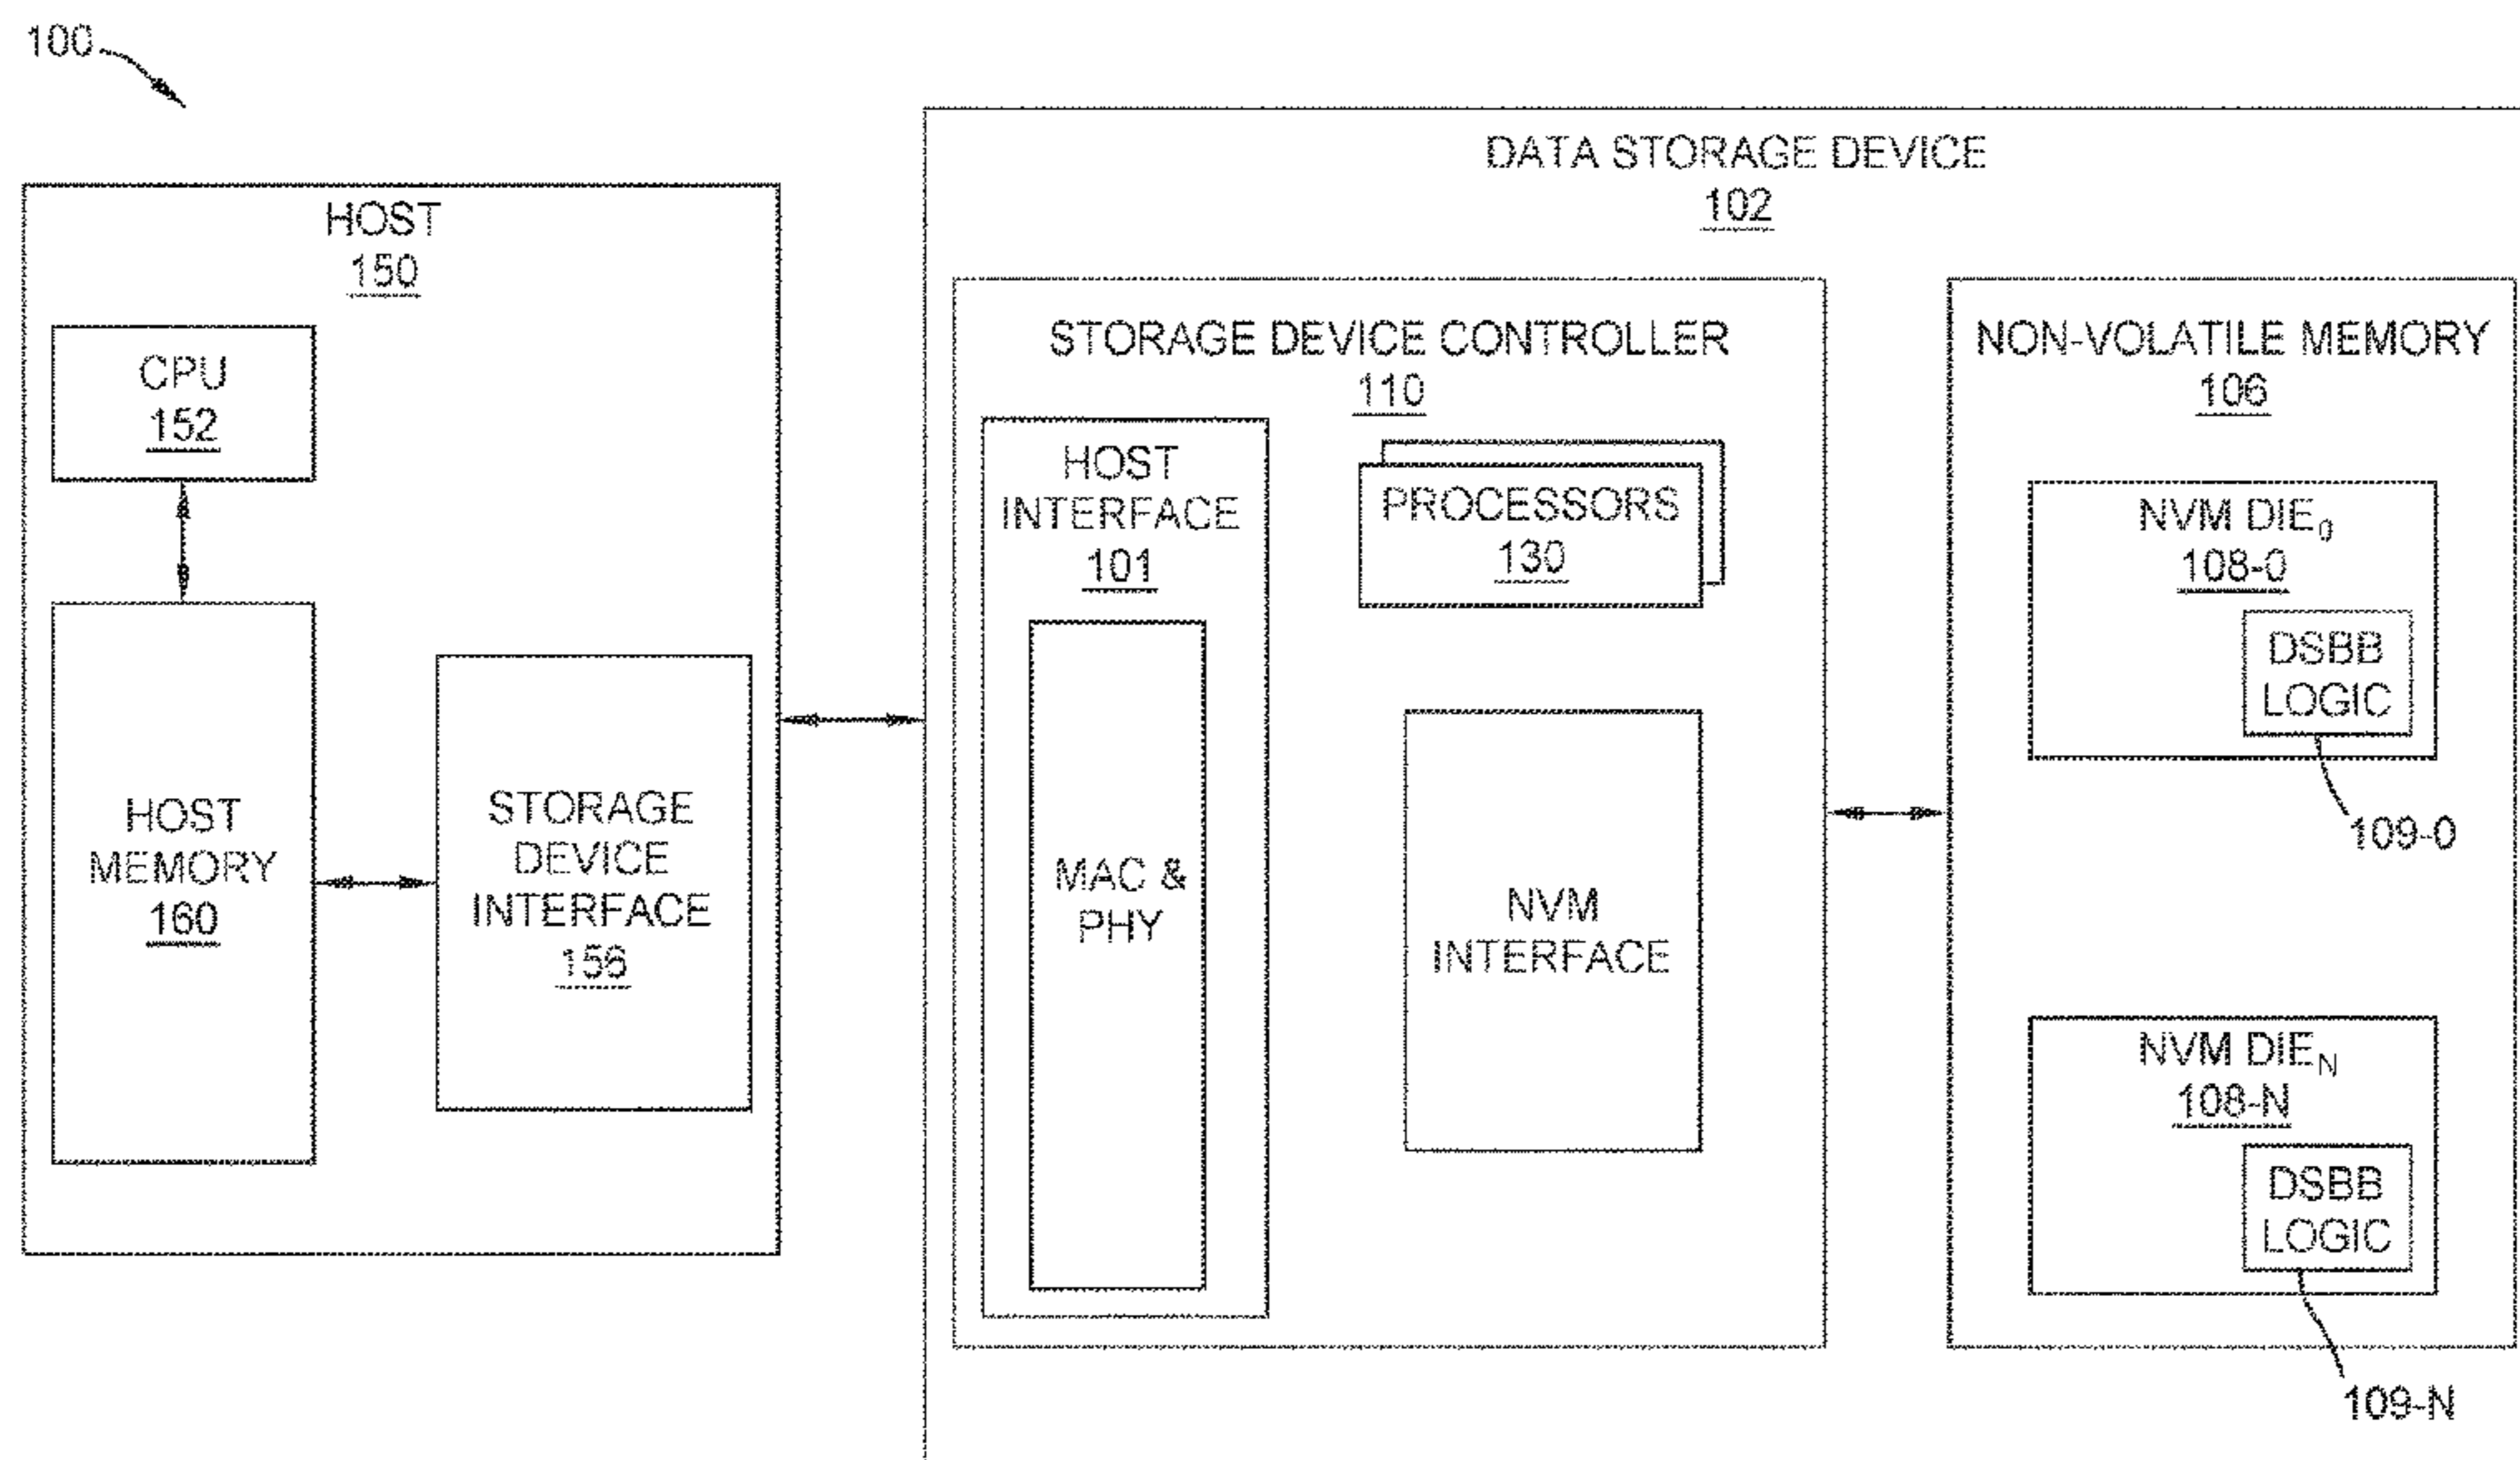 100
DATA STORAGE DEVICE
102
HOST
150
CPU
152
HOST
MEMORY
160
STORAGE
DEVICE
INTERFACE
156
STORAGE DEVICE CONTROLLER
110
HOST
INTERFACE
101
MAC &
PHY
PROCESSORS
130
NVM
INTERFACE
NON-VOLATILE MEMORY
106
NVM DIE0
108-0
DSBB
LOGIC
109-0
NVM DIEN
108-N
DSBB
LOGIC
109-N